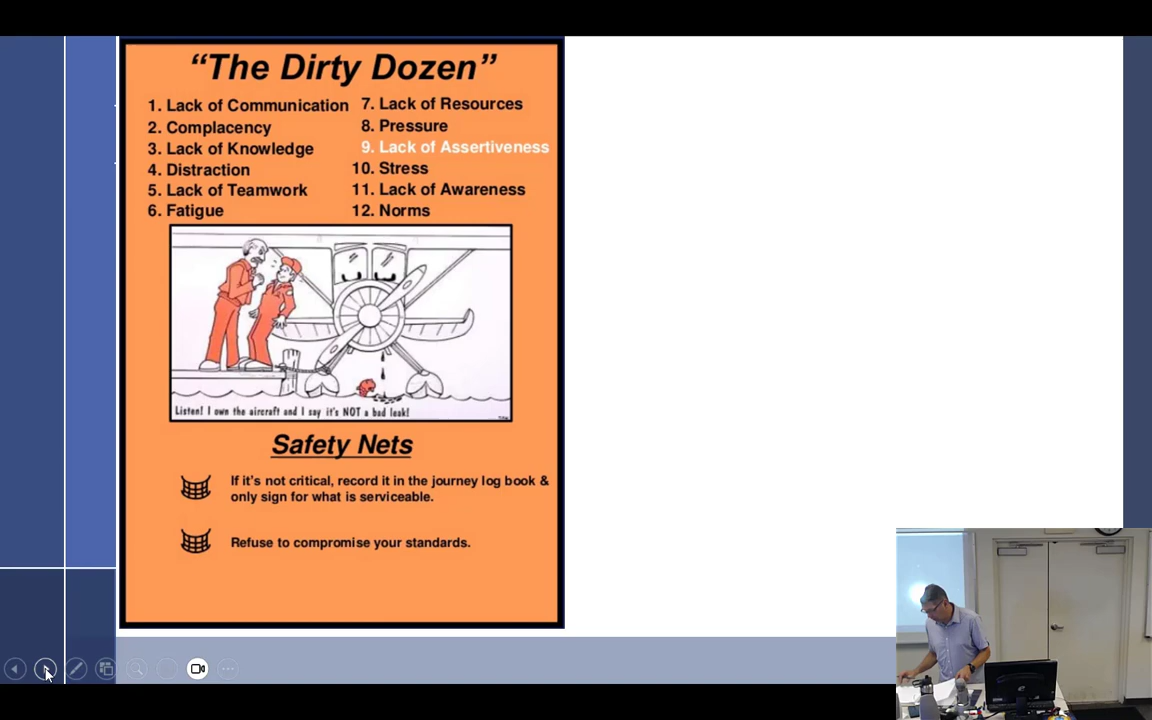 “The Dirty Dozen”
1. Lack of Communication
2. Complacency
3. Lack of Knowledge
4. Distraction
5. Lack of Teamwork
6. Fatigue
7. Lack of Resources
8. Pressure
9. Lack of Assertiveness
10. Stress
11. Lack of Awareness
12. Norms
Listen! I own the aircraft and I say it's NOT a bad leak!
Safety Nets
If it's not critical, record it in the journey log book &
only sign for what is serviceable.
Refuse to compromise your standards.